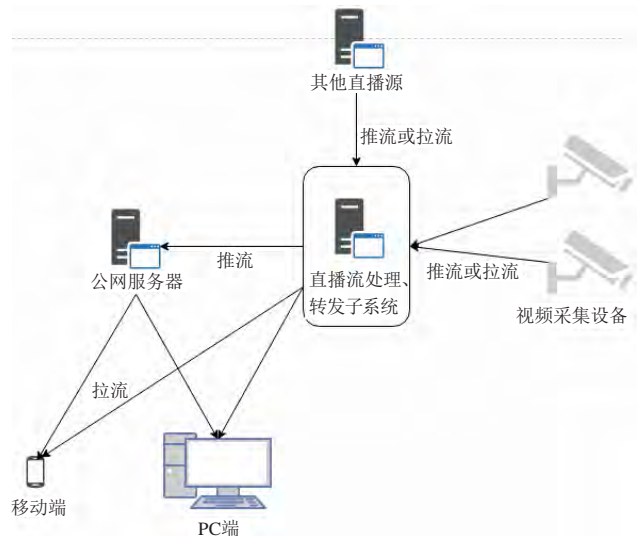 其他直播源
推流或拉流
推流
公网服务器
直播流处理、
转发子系统
推流或拉流
视频采集设备
拉流
移动端
PC端